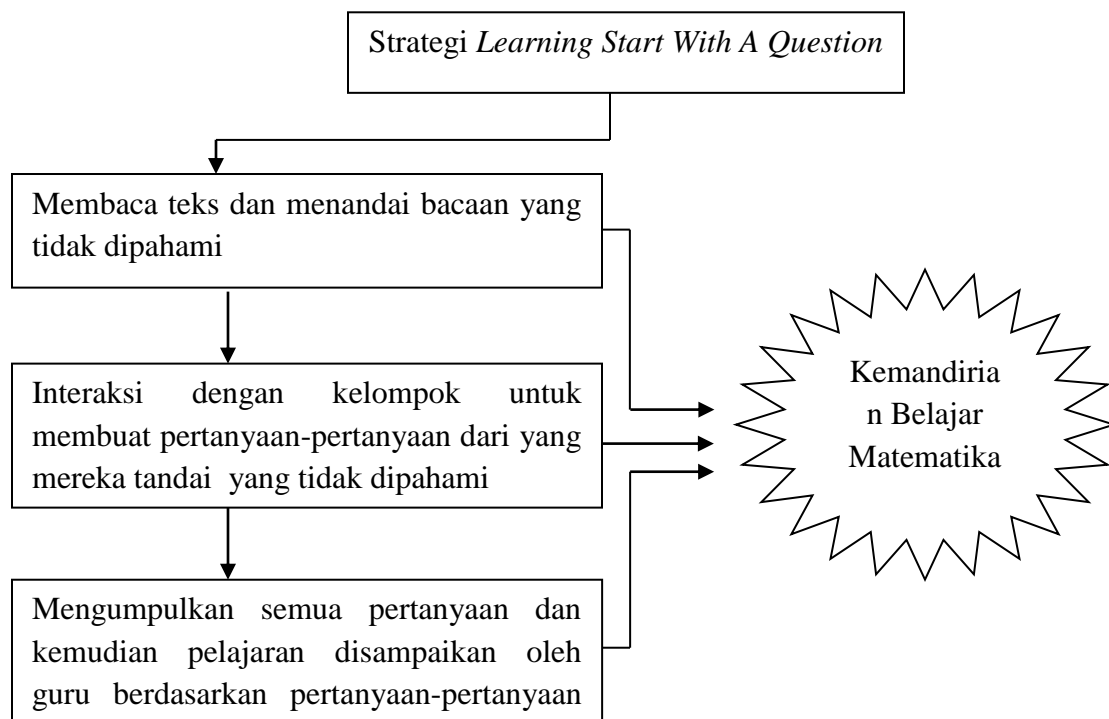 Strategi Learning Start With A Question
Membaca teks dan menandai bacaan yang
tidak dipahami
Interaksi dengan kelompok untuk
membuat pertanyaan-pertanyaan dari yang
mereka tandai yang tidak dipahami
Kemandiria
n Belajar
Matematika
Mengumpulkan semua pertanyaan dan
kemudian pelajaran disampaikan oleh
guru berdasarkan pertanyaan-pertanyaan